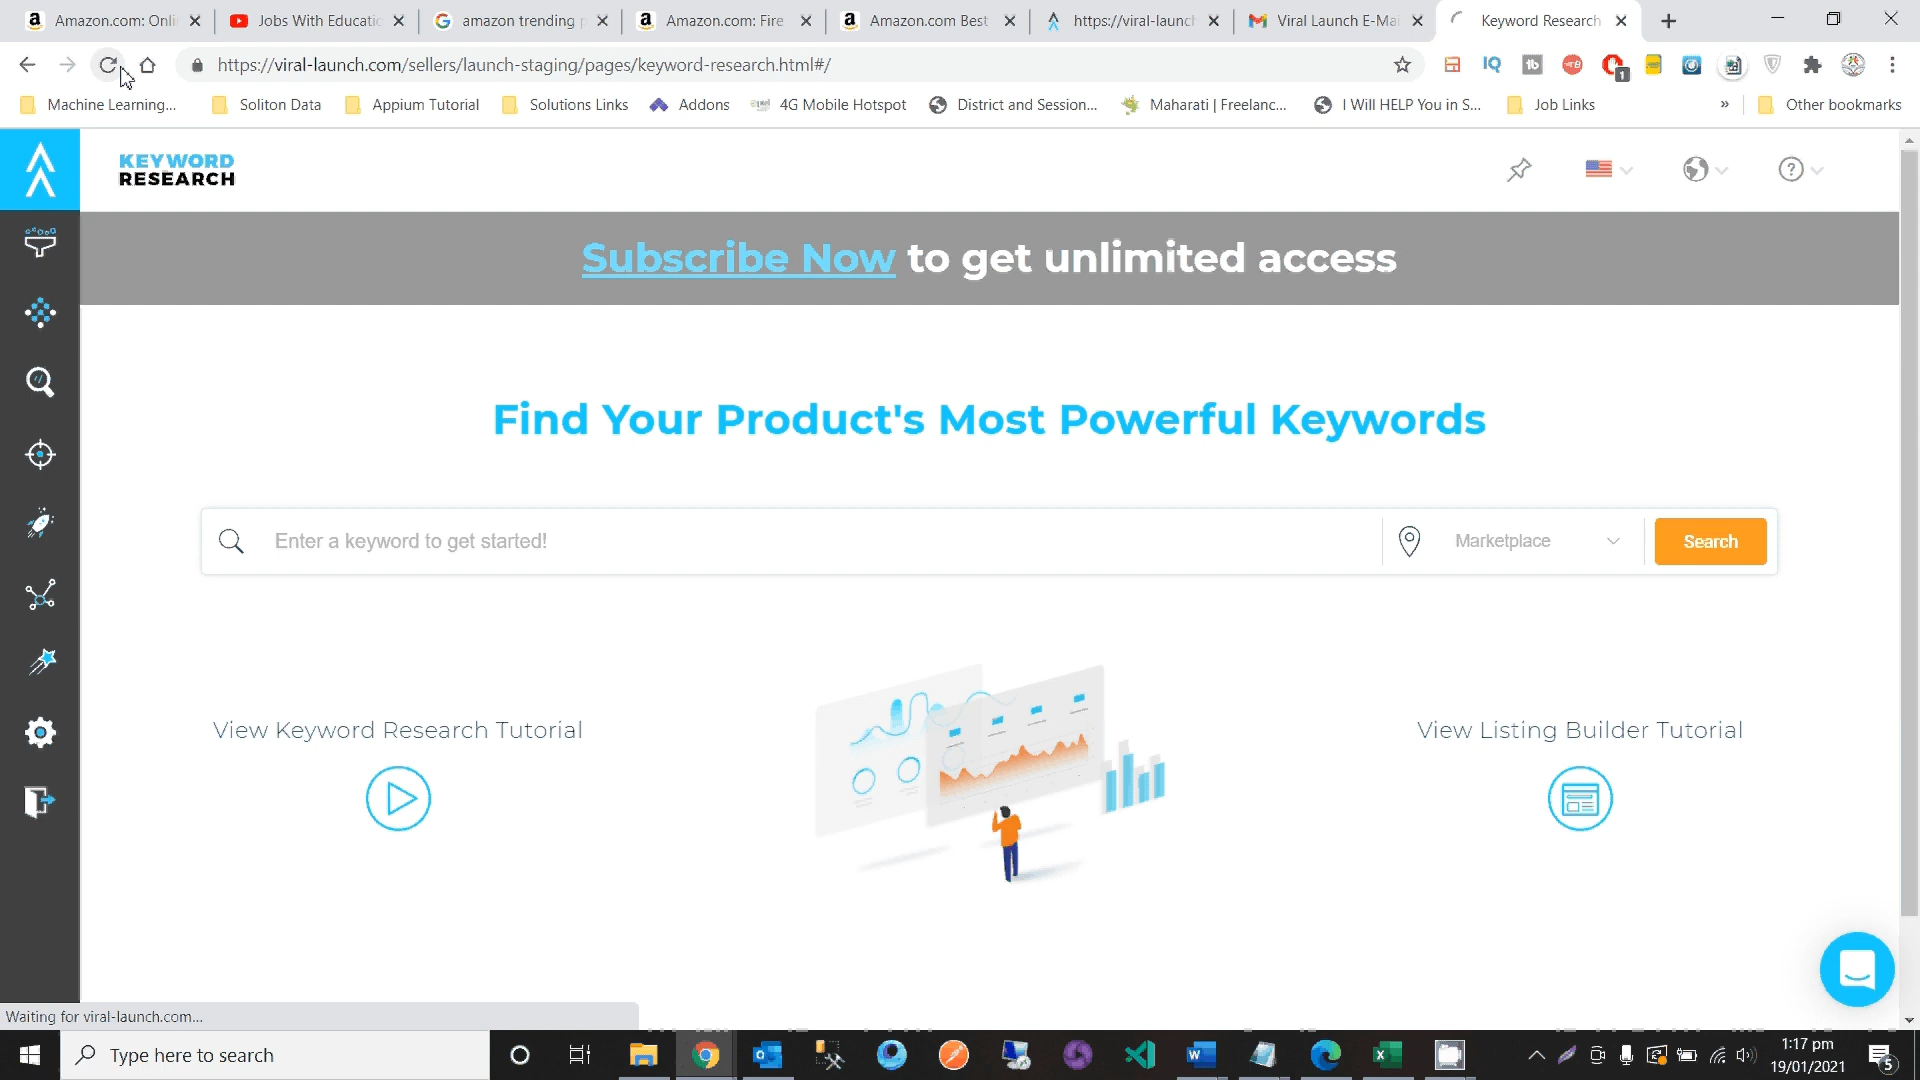 Amazon.com: Onli
Jobs With Educatic
amazon trending p
Amazon.com: Fire
Amazon.com Best
https://viral-launch
Viral Launch E-Mai
Keyword Research
https://viral-launch.com/sellers/launch-staging/pages/keyword-research.html#/
Machine Learning...
Soliton Data
Appium Tutorial
Solutions Links
Addons
4G Mobile Hotspot
District and Session...
Maharati | Freelanc...
I Will HELP You in S...
Job Links
»
Other bookmarks
KEYWORD
RESEARCH
Subscribe Now to get unlimited access
Find Your Product's Most Powerful Keywords
Enter a keyword to get started!
Marketplace
Search
View Keyword Research Tutorial
View Listing Builder Tutorial
Waiting for viral-launch.com...
Type here to search
1:17 pm
19/01/2021
5